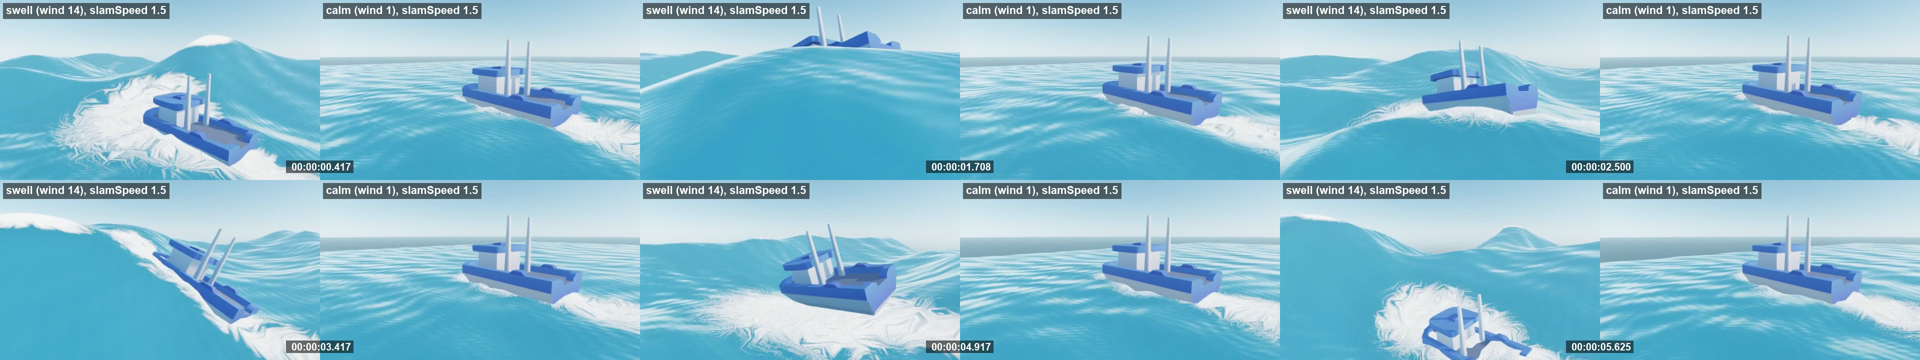 swell (wind 14), slamSpeed 1.5
calm (wind 1), slamSpeed 1.5
00:00:00.417
swell (wind 14), slamSpeed 1.5
calm (wind 1), slamSpeed 1.5
00:00:01.708
swell (wind 14), slamSpeed 1.5
calm (wind 1), slamSpeed 1.5
00:00:02.500
swell (wind 14), slamSpeed 1.5
calm (wind 1), slamSpeed 1.5
00:00:03.417
swell (wind 14), slamSpeed 1.5
calm (wind 1), slamSpeed 1.5
00:00:04.917
swell (wind 14), slamSpeed 1.5
calm (wind 1), slamSpeed 1.5
00:00:05.625